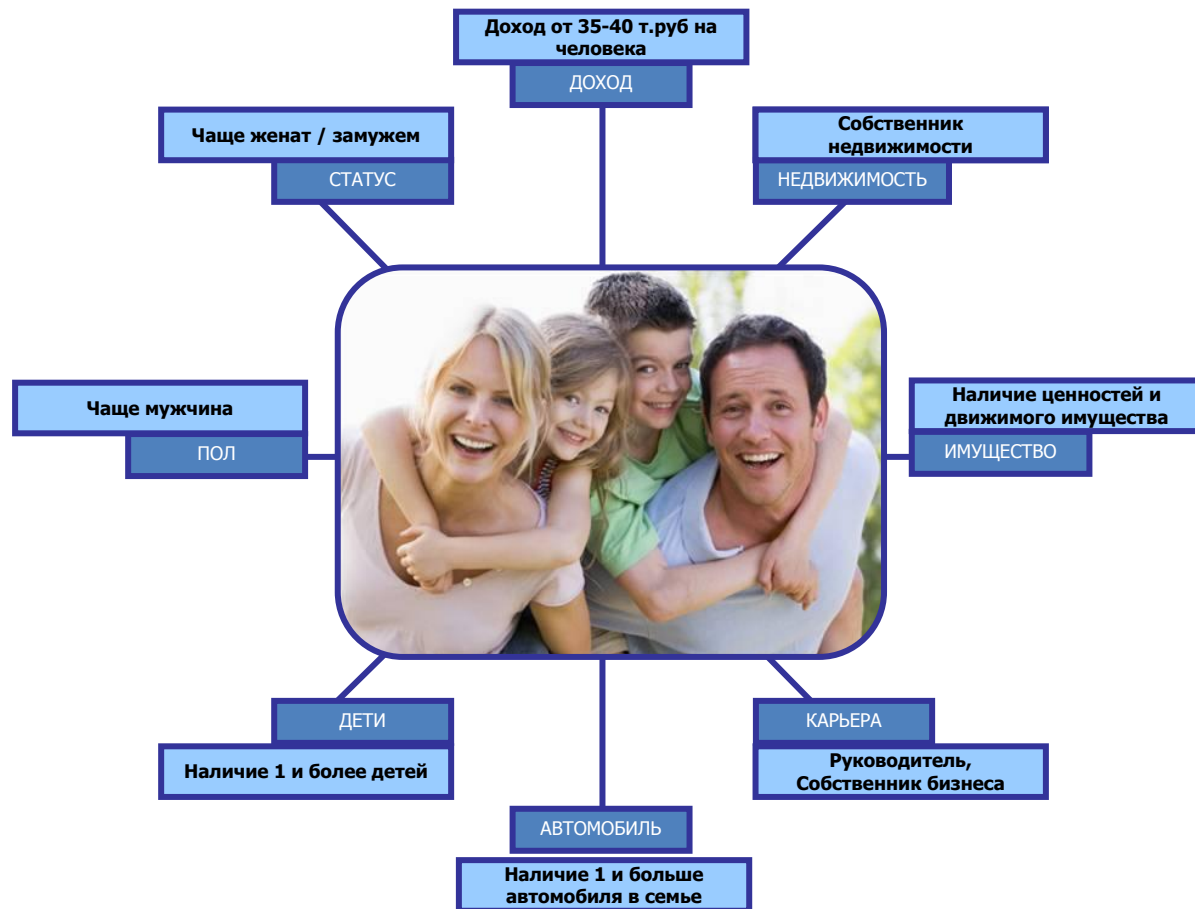 Доход от 35-40 т.руб на
человека
ДОХОД
Чаще женат / замужем
СТАТУС
Собственник
недвижимости
НЕДВИЖИМОСТЬ
Чаще мужчина
ПОЛ
Наличие ценностей и
движимого имущества
ИМУЩЕСТВО
ДЕТИ
Наличие 1 и более детей
КАРЬЕРА
Руководитель,
Собственник бизнеса
АВТОМОБИЛЬ
Наличие 1 и больше
автомобиля в семье